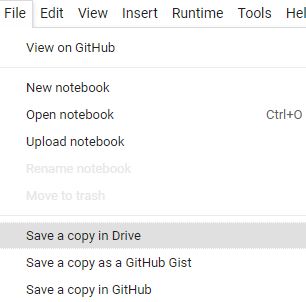 File Edit View Insert Runtime Tools Hel
View on GitHub
New notebook
Open notebook Ctrl+O
Upload notebook
Rename notebook
Move to trash
Save a copy in Drive
Save a copy as a GitHub Gist
Save a copy in GitHub